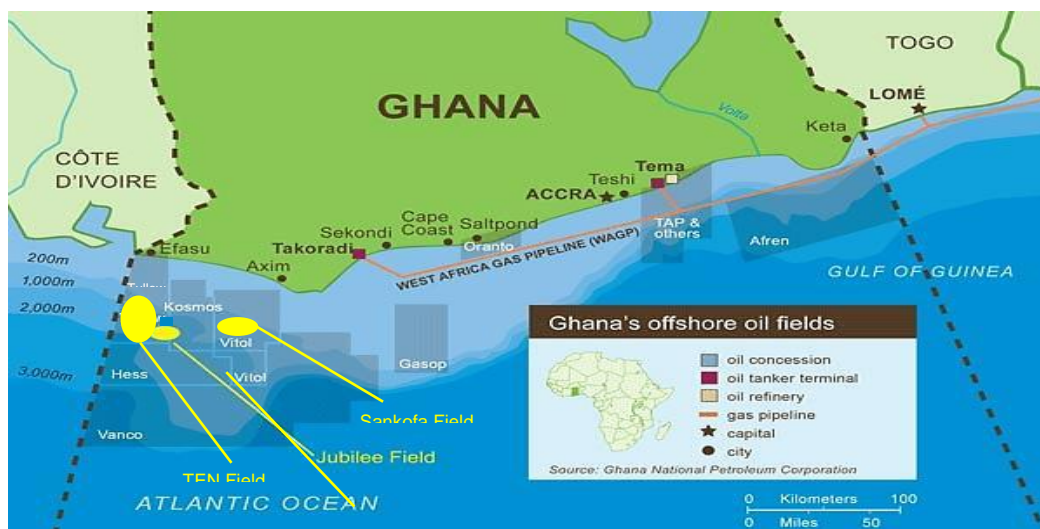 TOGO
LOMÉ
GHANA
Volta
Keta
CÔTE
D'IVOIRE
Tema
Teshi
ACCRA
Cape
Coast
Saltpond
Sekondi
Oranto
TAP &
others
Afren
Efasu
Takoradi
WEST AFRICA GAS PIPELINE (WAGP)
Axim
200m
1,000m
2,000m
3,000m
GULF OF GUINEA
Kosmos
Vitol
Gasop
Hess
Vitol
Vanco
Sankofa Field
Jubilee Field
TEN Field
ATLANTIC OCEAN
Ghana's offshore oil fields
oil concession
oil tanker terminal
oil refinery
gas pipeline
capital
city
Source: Ghana National Petroleum Corporation
0 Kilometers 100
0 Miles 50